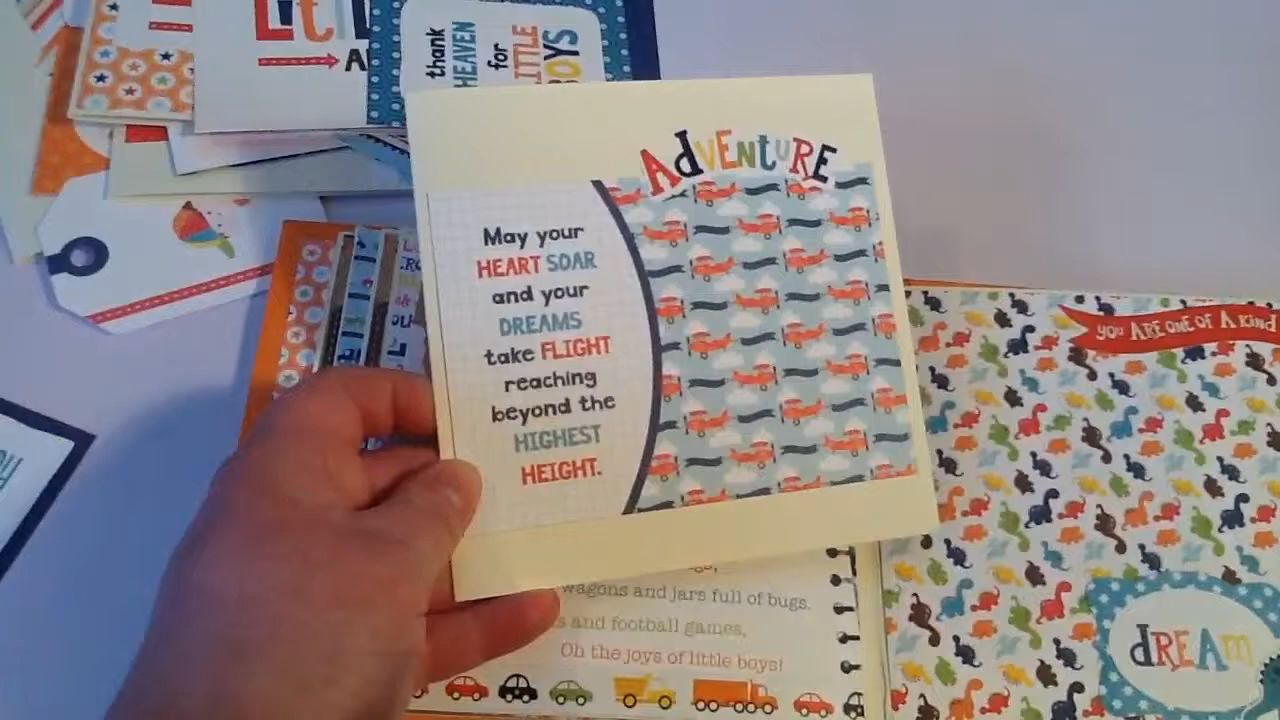 LitTL
A
thank
HEAVEN
for
LITTLE
BOYS
ADVENTURE
May your
HEART SOAR
and your
DREAMS
take FLIGHT
reaching
beyond the
HIGHEST
HEIGHT.
YOU ARE ONE OF A KIND
wagons and jars full of bugs.
and football games,
Oh the joys of little boys!
dREAm